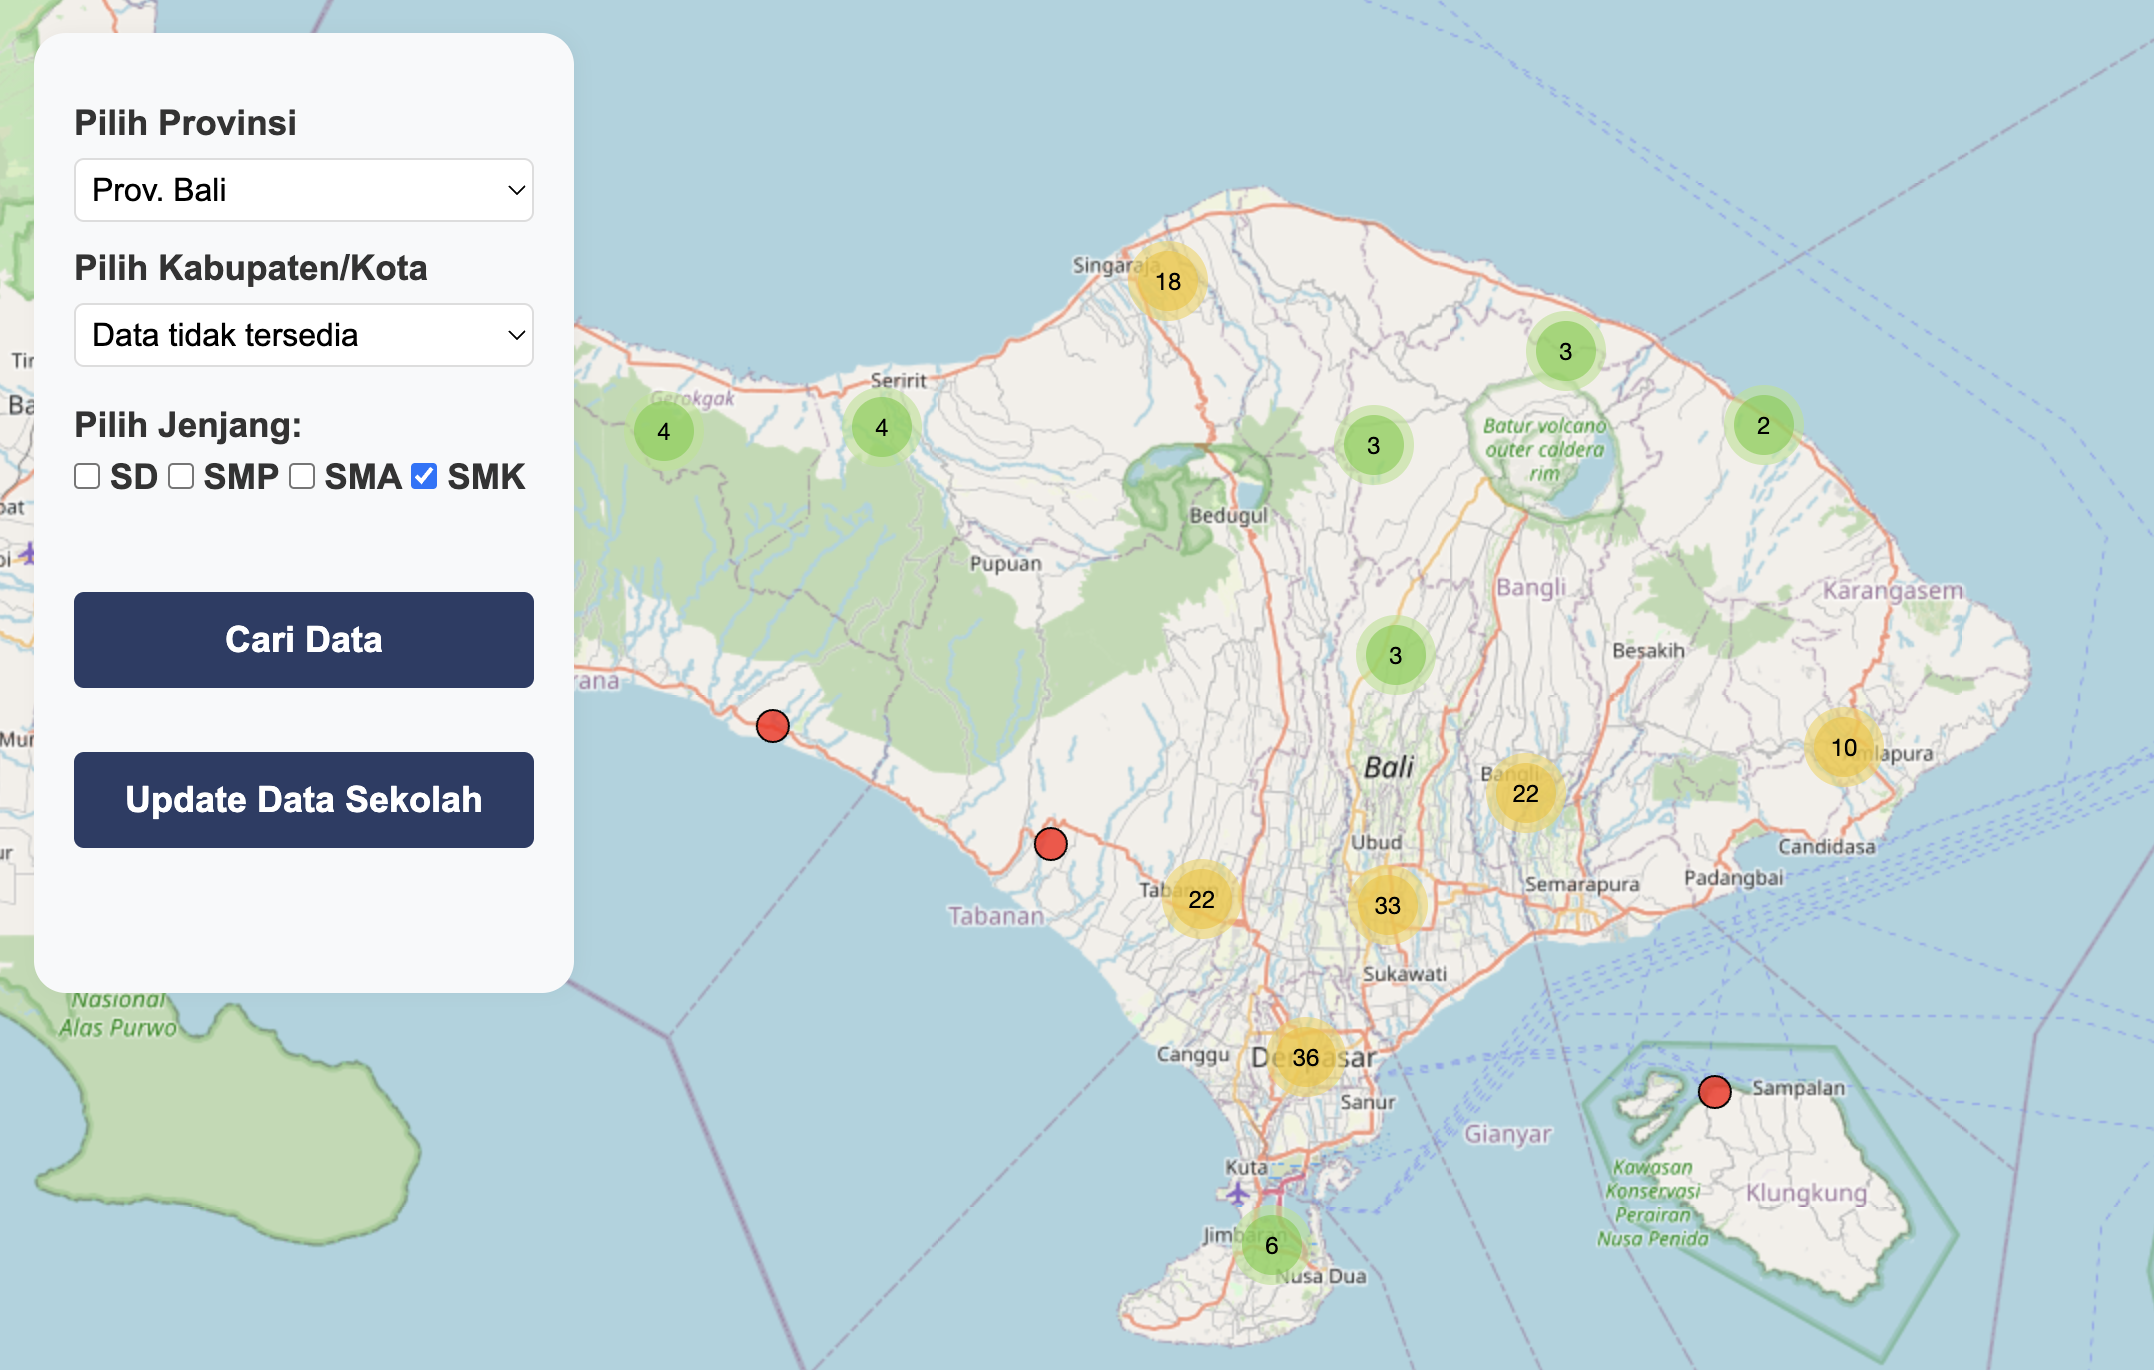 Pilih Provinsi
Prov. Bali
Pilih Kabupaten/Kota
Data tidak tersedia
Pilih Jenjang:
SD SMP SMA SMK
Cari Data
Update Data Sekolah
Singaraja
18
3
Seririt
Gerokgak
4
4
3
2
Batur volcano
outer caldera
rim
Bedugul
Pupuan
Bangli
Karangasem
Besakih
3
10
Bali
Bangli
22
Ubud
Candidasa
Padangbai
Semarapura
22
33
Tabanan
Sukawati
Nasional
Alas Purwo
Canggu
36
Denpasar
Sanur
Sampalan
Gianyar
Kuta
Kawasan
Konservasi
Perairan
Nusa Penida
Klungkung
Jimbaran
6
Nusa Dua